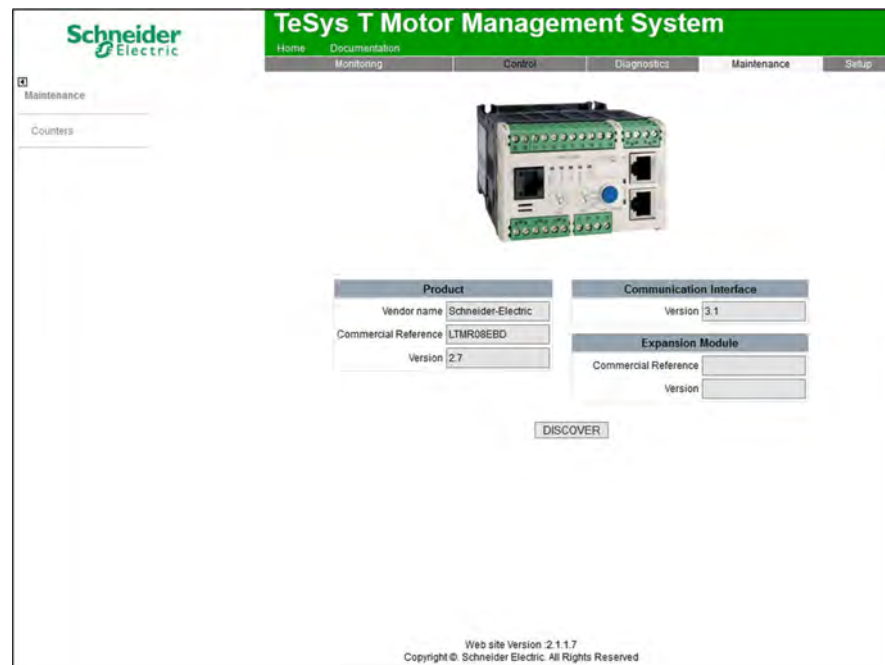 Schneider Electric
TeSys T Motor Management System
Home Documentation
Monitoring Control Diagnostics Maintenance Setup
Maintenance
Counters
Product
Vendor name Schneider-Electric
Commercial Reference LTMR08EBD
Version 2.7
Communication Interface
Version 3.1
Expansion Module
Commercial Reference
Version
DISCOVER
Web site Version :2.1.1.7
Copyright ©. Schneider Electric. All Rights Reserved